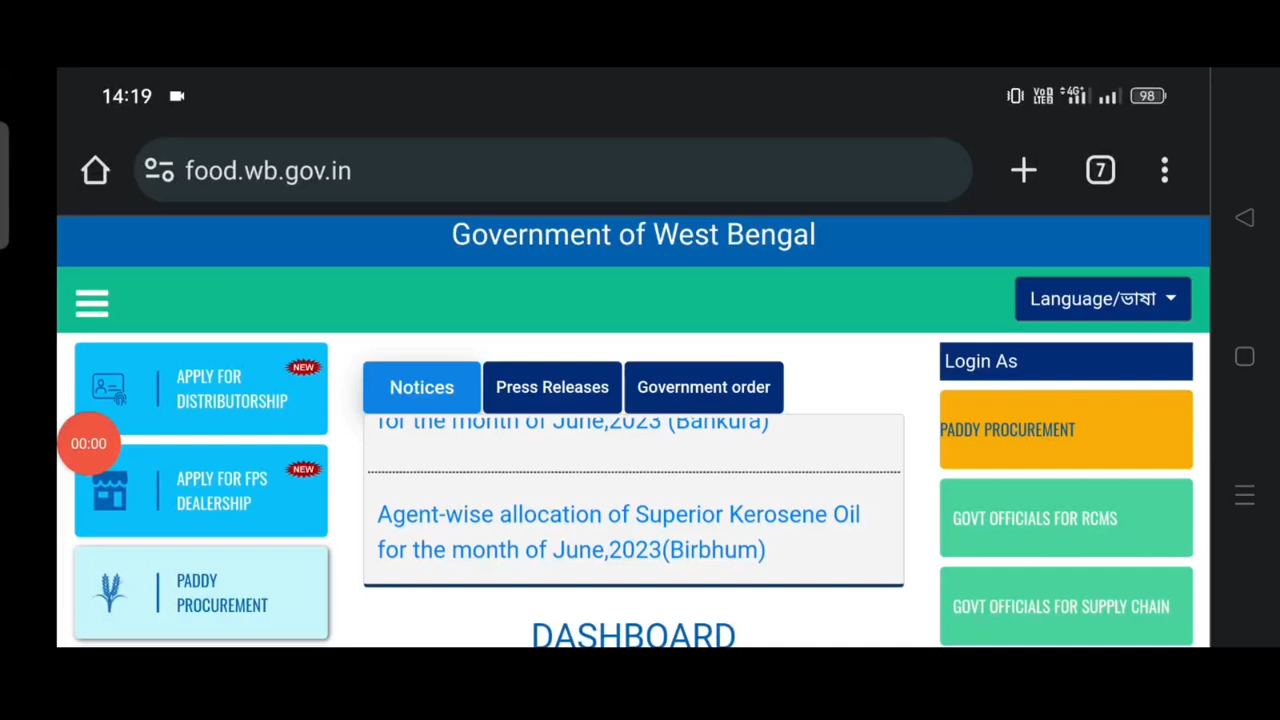 14:19
VoD
LTE2
4G+
98
food.wb.gov.in
7
Government of West Bengal
Language/ভাষা
APPLY FOR
DISTRIBUTORSHIP
NEW
00:00
APPLY FOR FPS
DEALERSHIP
NEW
PADDY
PROCUREMENT
Notices
Press Releases
Government order
for the month of June,2023 (Bankura)
Agent-wise allocation of Superior Kerosene Oil
for the month of June,2023(Birbhum)
DASHBOARD
Login As
PADDY PROCUREMENT
GOVT OFFICIALS FOR RCMS
GOVT OFFICIALS FOR SUPPLY CHAIN